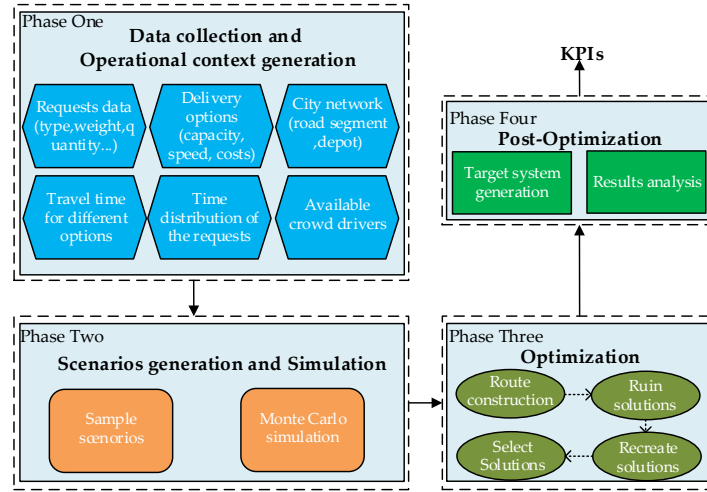 Phase One
Data collection and
Operational context generation
Requests data
(type,weight,q
uantity...)
Delivery
options
(capacity,
speed, costs)
City network
(road segment
,depot)
Travel time
for different
options
Time
distribution of
the requests
Available
crowd drivers
KPIs
Phase Four
Post-Optimization
Target system
generation
Results analysis
Phase Two
Scenarios generation and Simulation
Sample
scenorios
Monte Carlo
simulation
Phase Three
Optimization
Route
construction
Ruin
solutions
Select
Solutions
Recreate
solutions